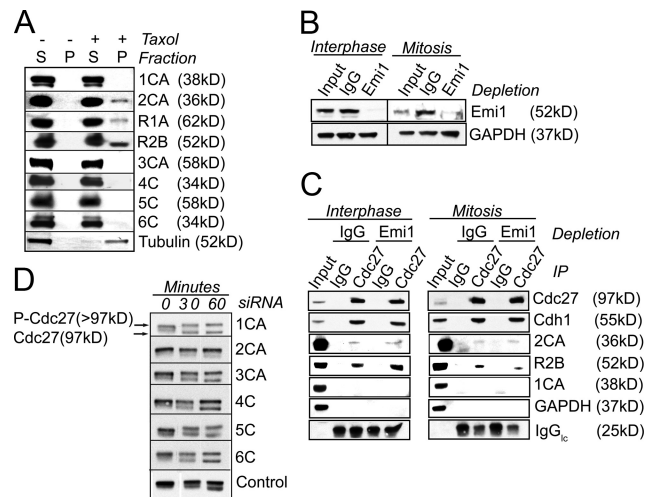 A
- - + + Taxol
S P S P Fraction
1CA (38kD)
2CA (36kD)
R1A (62kD)
R2B (52kD)
3CA (58kD)
4C (34kD)
5C (58kD)
6C (34kD)
Tubulin (52kD)
B
Interphase Mitosis
Input IgG Emi1 Input IgG Emi1 Depletion
Emi1 (52kD)
GAPDH (37kD)
C
Interphase Mitosis
IgG Emi1 IgG Emi1 Depletion
Input IgG Cdc27 IgG Cdc27 Input IgG Cdc27 IgG Cdc27 IP
Cdc27 (97kD)
Cdh1 (55kD)
2CA (36kD)
R2B (52kD)
1CA (38kD)
GAPDH (37kD)
IgGlc (25kD)
D
Minutes
0 30 60 siRNA
P-Cdc27(>97kD)
Cdc27(97kD)
1CA
2CA
3CA
4C
5C
6C
Control